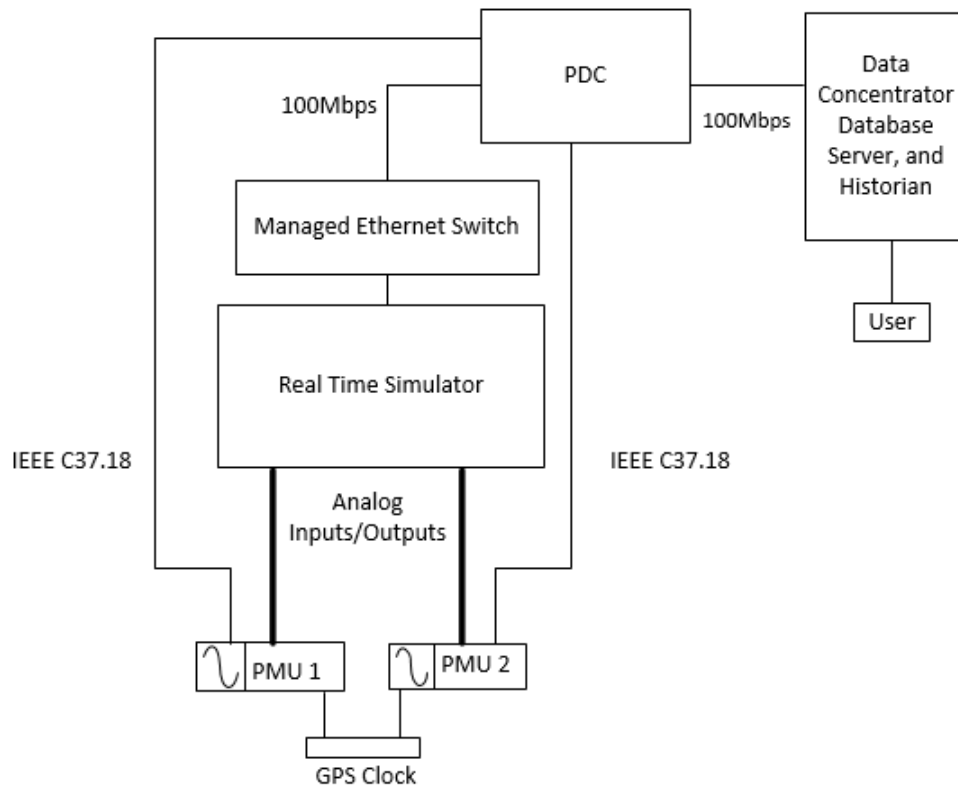 PDC
Data
Concentrator
Database
Server, and
Historian
100Mbps
100Mbps
Managed Ethernet Switch
User
Real Time Simulator
IEEE C37.18
IEEE C37.18
Analog
Inputs/Outputs
PMU 1
PMU 2
GPS Clock